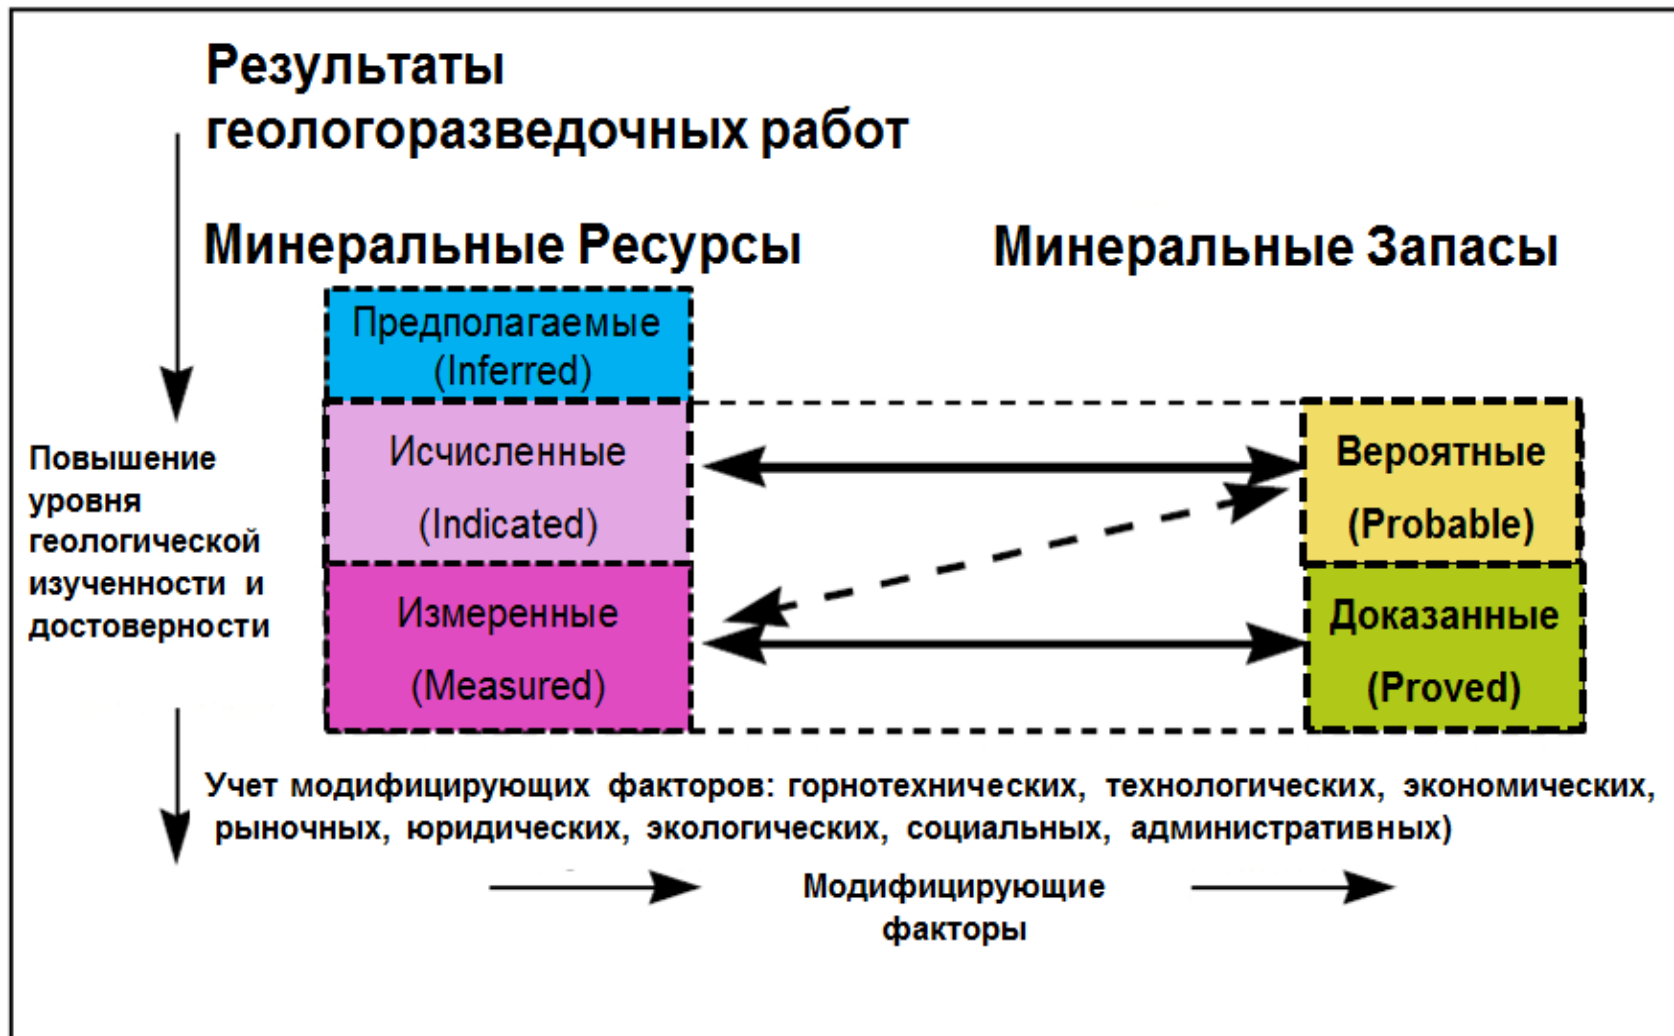 Результаты
геологоразведочных работ
Минеральные Ресурсы
Минеральные Запасы
Предполагаемые
(Inferred)
Исчисленные
(Indicated)
Измеренные
(Measured)
Вероятные
(Probable)
Доказанные
(Proved)
Повышение
уровня
геологической
изученности и
достоверности
Учет модифицирующих факторов: горнотехнических, технологических, экономических,
рыночных, юридических, экологических, социальных, административных)
Модифицирующие
факторы